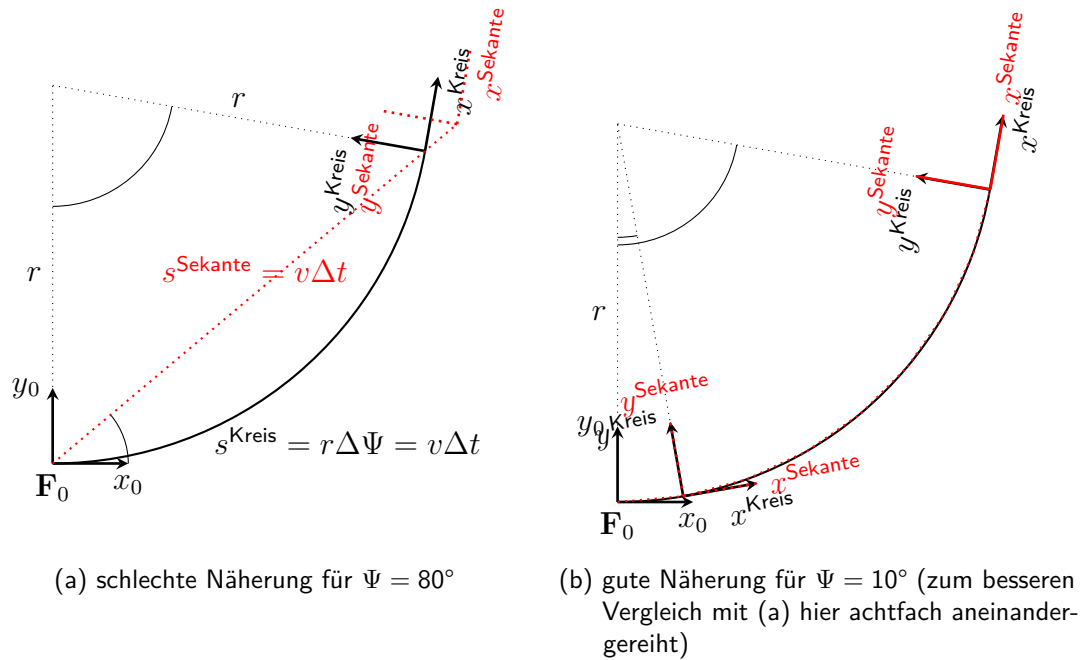 r
x^Kreis
x^Sekante
y^Kreis
y^Sekante
r
s^Sekante = vΔt
y_0
s^Kreis = rΔΨ = vΔt
F_0
x_0
x^Sekante
x^Kreis
y^Sekante
y^Kreis
r
y^Sekante
y_0
y^Kreis
x^Sekante
F_0
x_0
x^Kreis
(a) schlechte Näherung für Ψ = 80°
(b) gute Näherung für Ψ = 10° (zum besseren
Vergleich mit (a) hier achtfach aneinander-
gereiht)